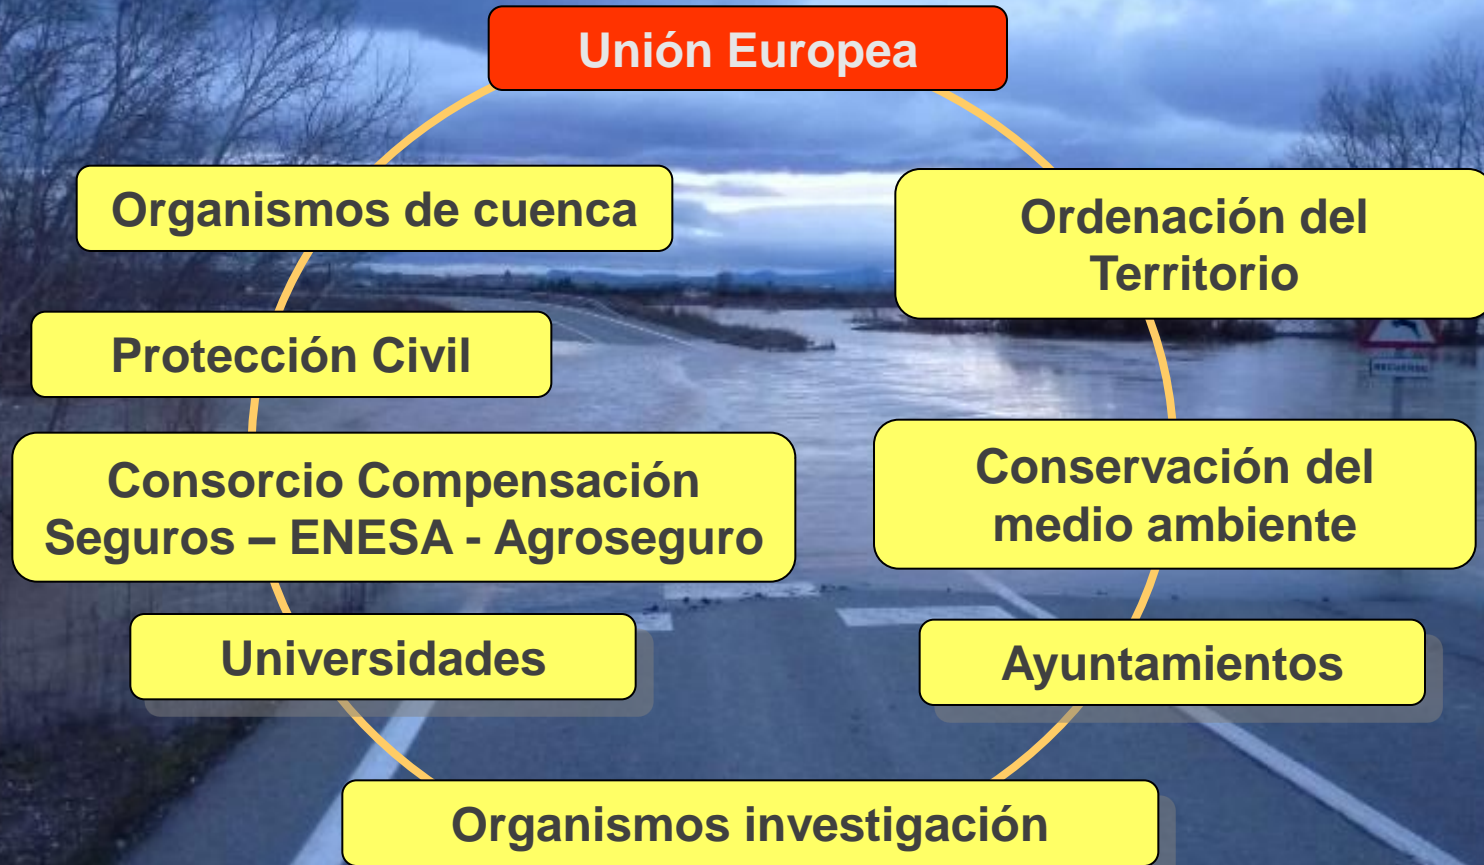 Unión Europea
Organismos de cuenca
Ordenación del
Territorio
Protección Civil
Consorcio Compensación
Seguros – ENESA - Agroseguro
Conservación del
medio ambiente
Universidades
Ayuntamientos
Organismos investigación